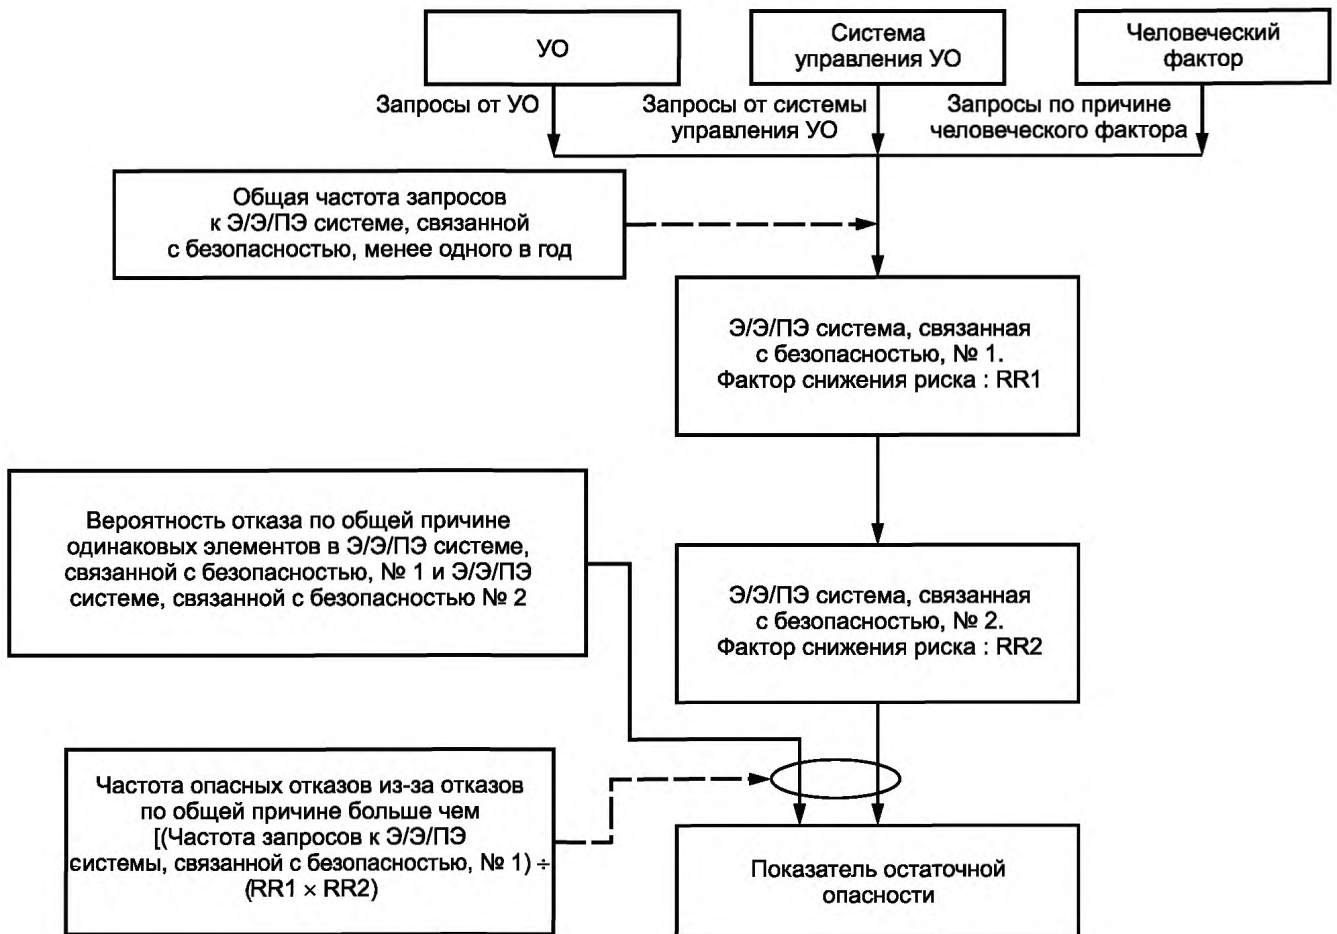 УО
Система
управления УО
Человеческий
фактор
Запросы от УО
Запросы от системы
управления УО
Запросы по причине
человеческого фактора
Общая частота запросов
к Э/Э/ПЭ системе, связанной
с безопасностью, менее одного в год
Э/Э/ПЭ система, связанная
с безопасностью, № 1.
Фактор снижения риска : RR1
Вероятность отказа по общей причине
одинаковых элементов в Э/Э/ПЭ системе,
связанной с безопасностью, № 1 и Э/Э/ПЭ
системе, связанной с безопасностью № 2
Э/Э/ПЭ система, связанная
с безопасностью, № 2.
Фактор снижения риска : RR2
Частота опасных отказов из-за отказов
по общей причине больше чем
[(Частота запросов к Э/Э/ПЭ
системы, связанной с безопасностью, № 1) ÷
(RR1 × RR2)
Показатель остаточной
опасности